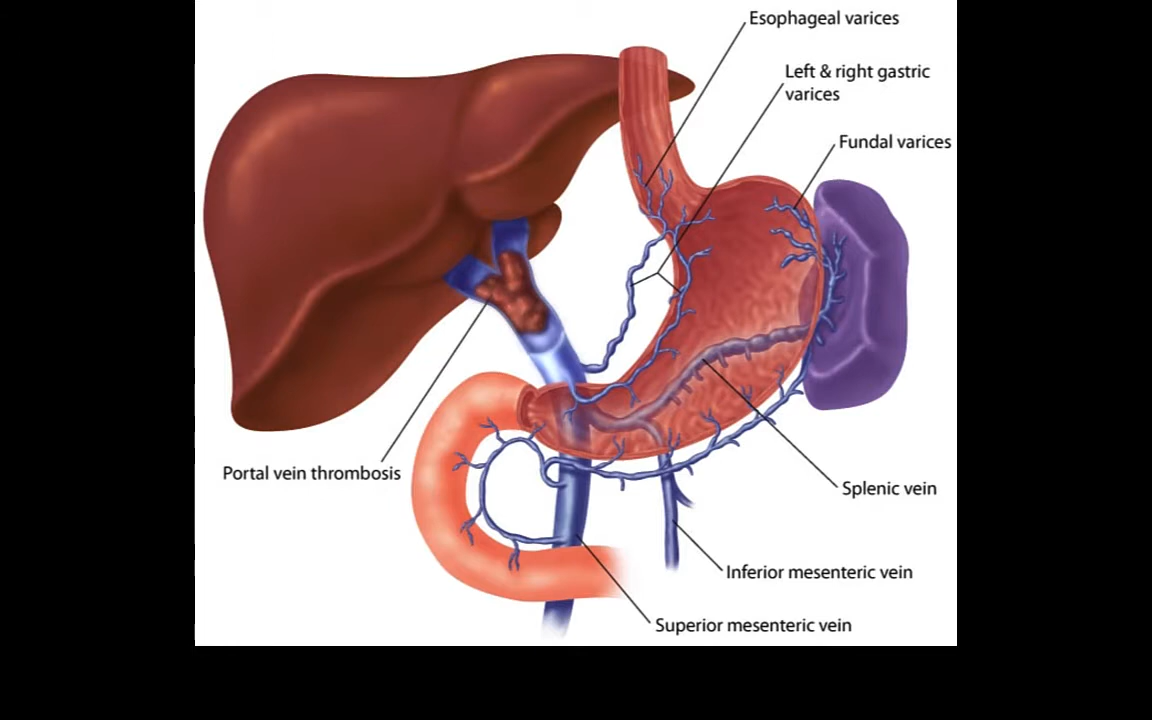 Esophageal varices
Left & right gastric
varices
Fundal varices
Portal vein thrombosis
Splenic vein
Inferior mesenteric vein
Superior mesenteric vein